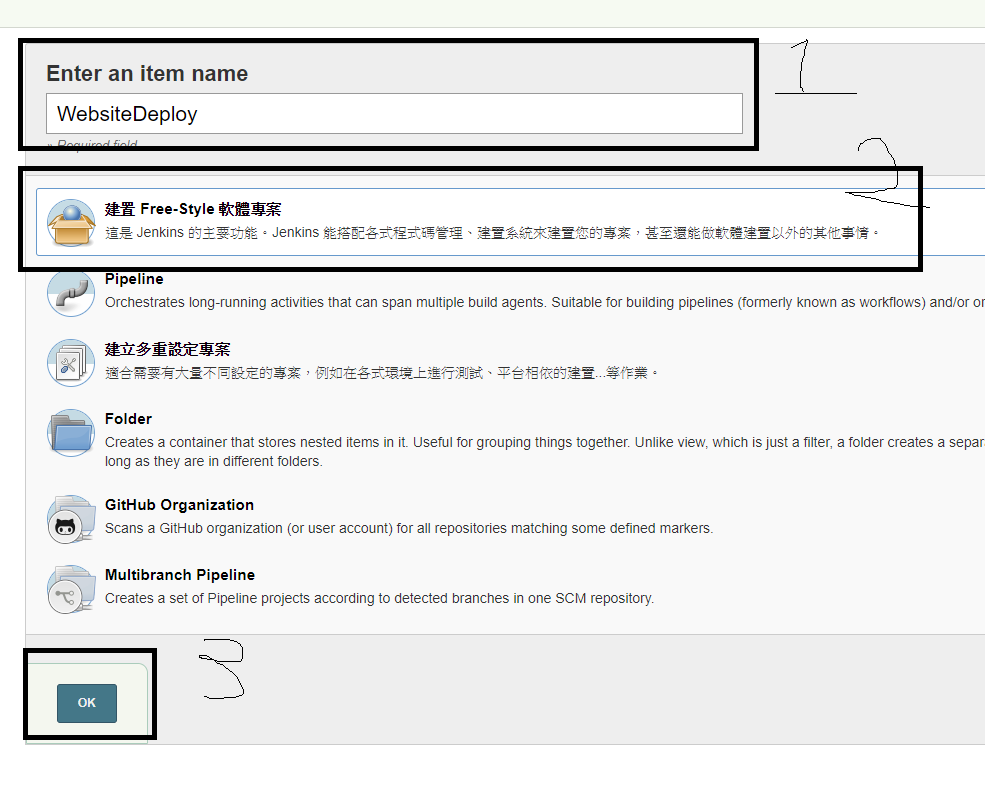 Enter an item name
1
WebsiteDeploy
» Required field
2
建置 Free-Style 軟體專案
這是 Jenkins 的主要功能。Jenkins 能搭配各式程式碼管理、建置系統來建置您的專案，甚至還能做軟體建置以外的其他事情。
Pipeline
Orchestrates long-running activities that can span multiple build agents. Suitable for building pipelines (formerly known as workflows) and/or or
建立多重設定專案
適合需要有大量不同設定的專案，例如在各式環境上進行測試、平台相依的建置...等作業。
Folder
Creates a container that stores nested items in it. Useful for grouping things together. Unlike view, which is just a filter, a folder creates a separ
long as they are in different folders.
GitHub Organization
Scans a GitHub organization (or user account) for all repositories matching some defined markers.
Multibranch Pipeline
Creates a set of Pipeline projects according to detected branches in one SCM repository.
3
OK